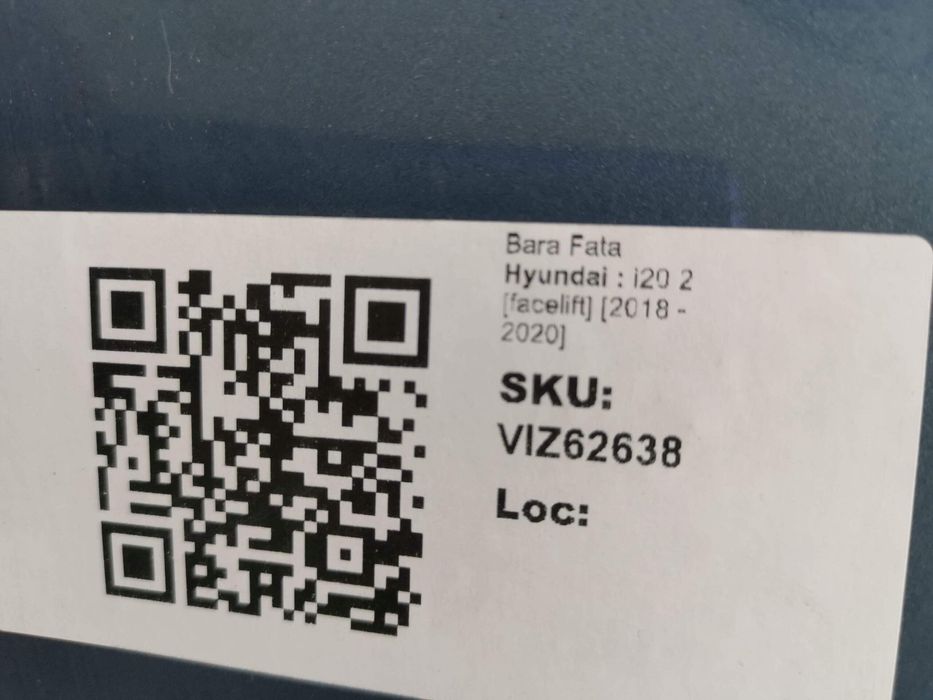 Bara Fata
Hyundai : i20 2
[facelift] [2018 -
2020]
SKU:
VIZ62638
Loc: